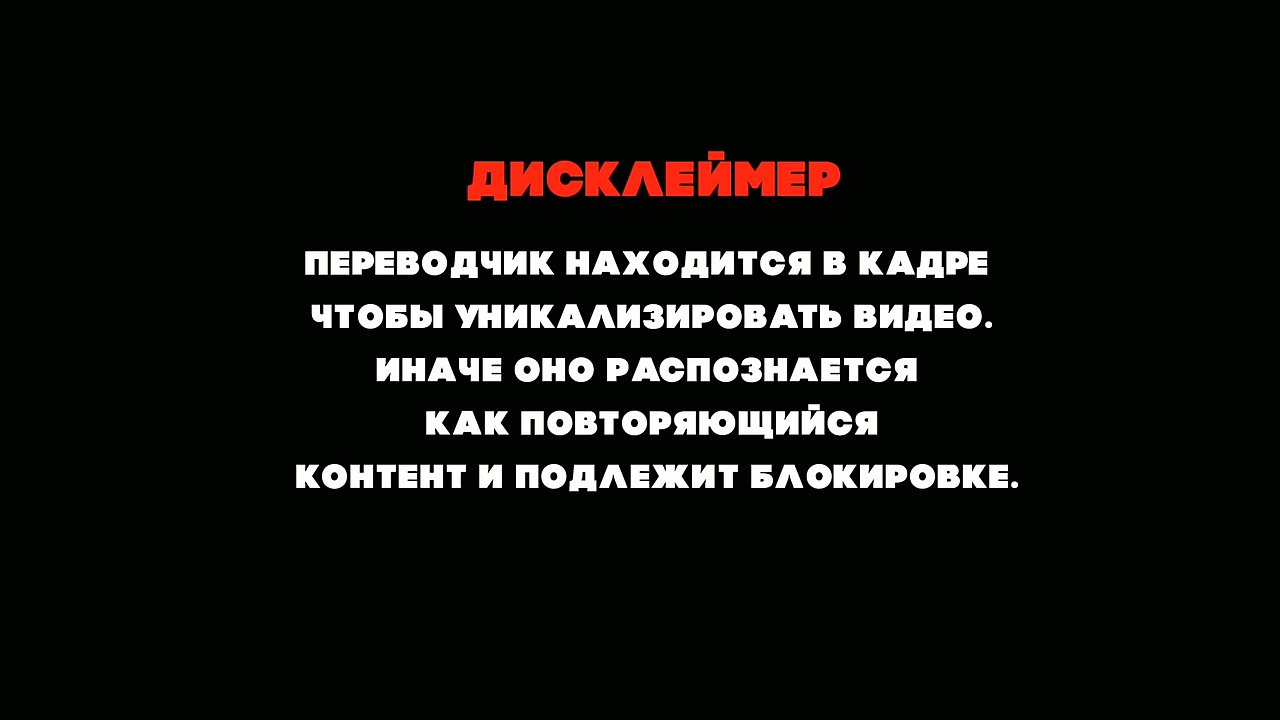 ДИСКЛЕЙМЕР
ПЕРЕВОДЧИК НАХОДИТСЯ В КАДРЕ
ЧТОБЫ УНИКАЛИЗИРОВАТЬ ВИДЕО.
ИНАЧЕ ОНО РАСПОЗНАЕТСЯ
КАК ПОВТОРЯЮЩИЙСЯ
КОНТЕНТ И ПОДЛЕЖИТ БЛОКИРОВКЕ.